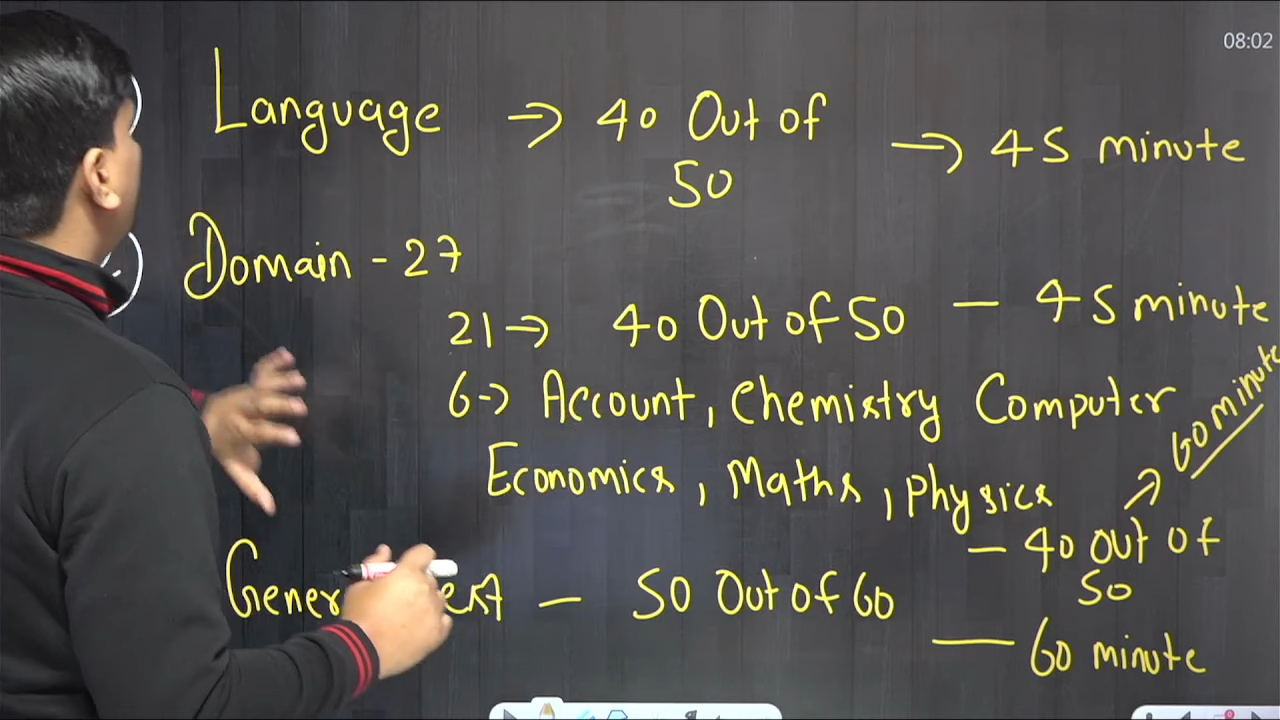 08:02
Language → 40 Out of
50
→ 45 minute
Domain - 27
21 → 40 Out of 50 — 45 minute
6 → Account, Chemistry Computer
Economics, Maths, Physics
— 40 out of
50
↗ 60 minute
— 50 Out of 60
— 60 minute